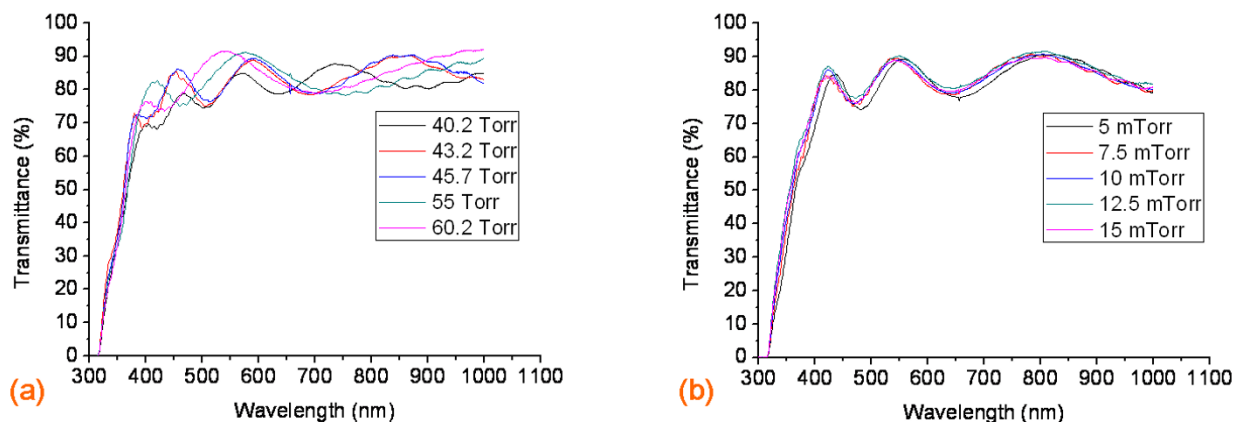 100
90
80
70
60
50
40
30
20
10
0
Transmittance (%)
40.2 Torr
43.2 Torr
45.7 Torr
55 Torr
60.2 Torr
300 400 500 600 700 800 900 1000 1100
Wavelength (nm)
(a)
100
90
80
70
60
50
40
30
20
10
0
Transmittance (%)
5 mTorr
7.5 mTorr
10 mTorr
12.5 mTorr
15 mTorr
300 400 500 600 700 800 900 1000 1100
Wavelength (nm)
(b)